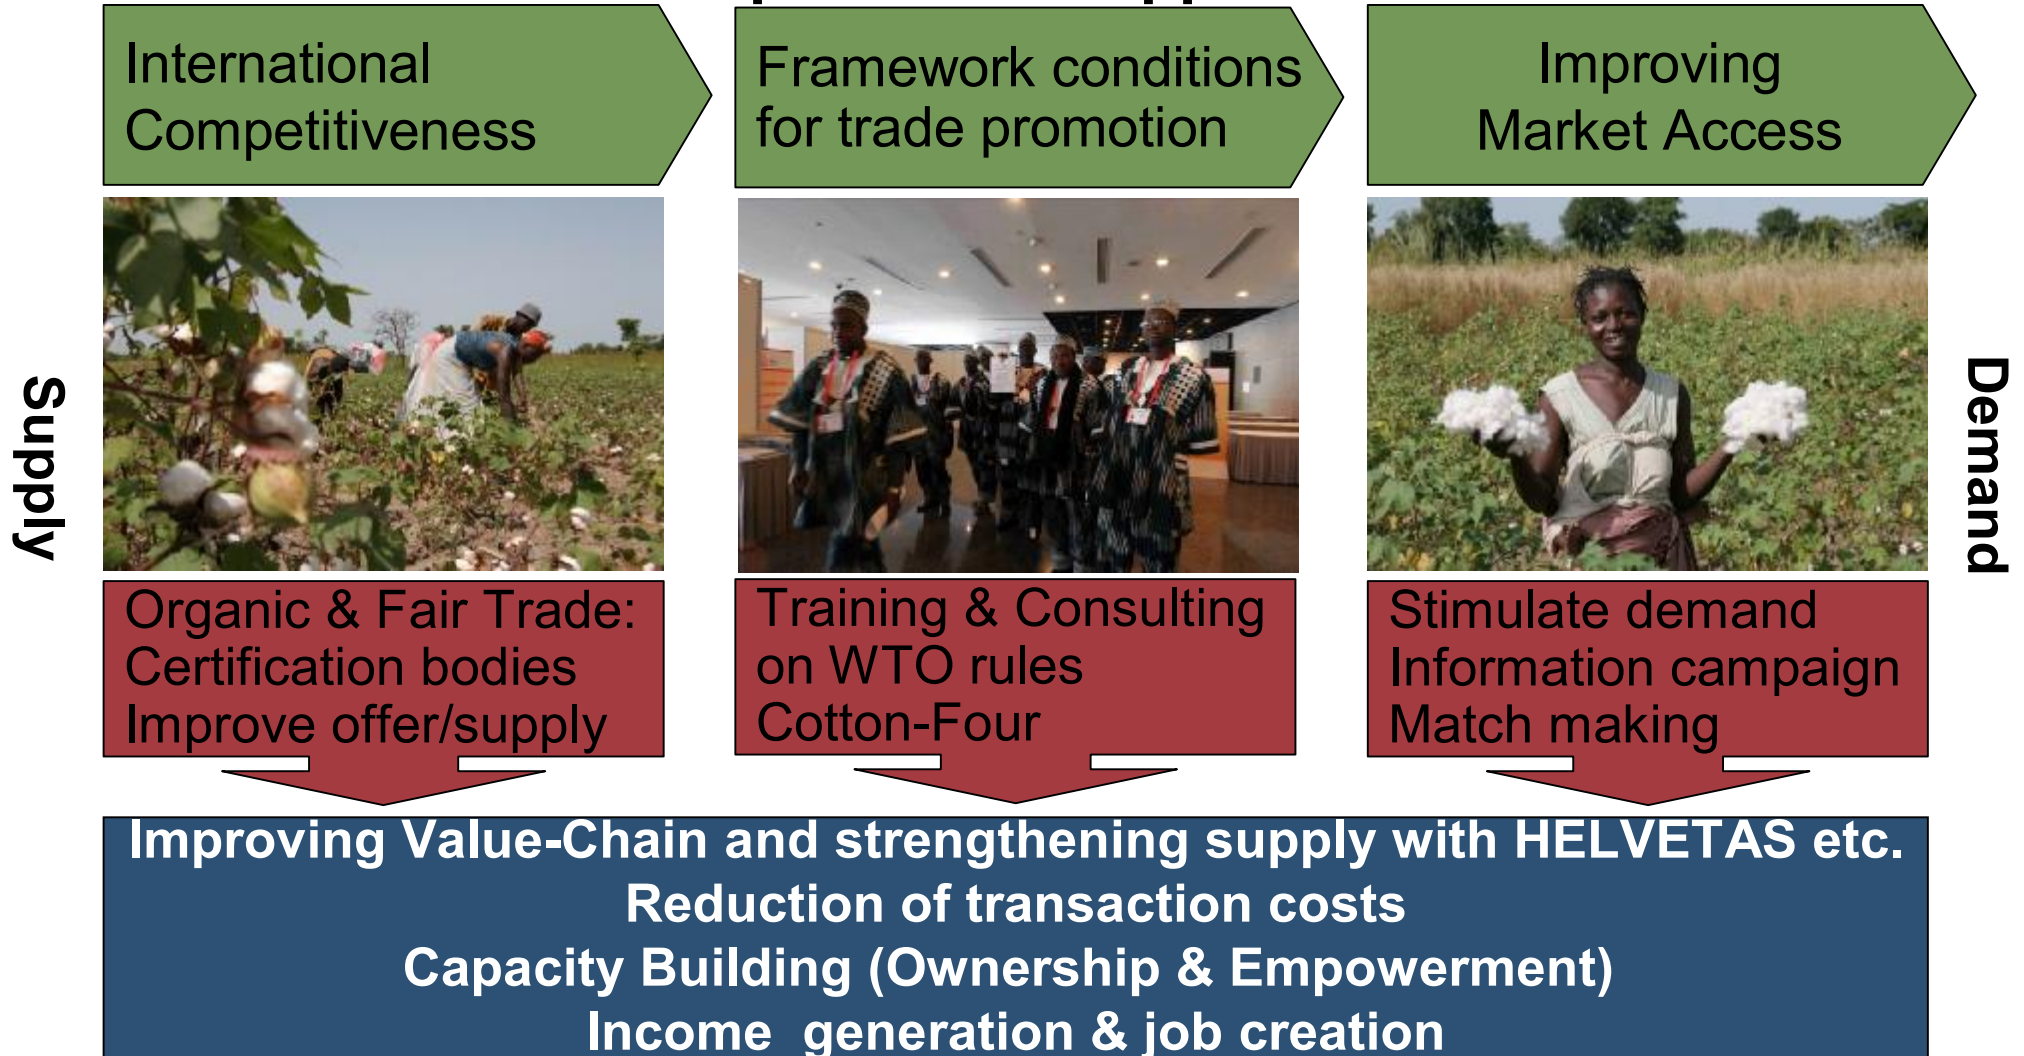 International
Competitiveness
Framework conditions
for trade promotion
Improving
Market Access
Supply
Demand
Organic & Fair Trade:
Certification bodies
Improve offer/supply
Training & Consulting
on WTO rules
Cotton-Four
Stimulate demand
Information campaign
Match making
Improving Value-Chain and strengthening supply with HELVETAS etc.
Reduction of transaction costs
Capacity Building (Ownership & Empowerment)
Income generation & job creation